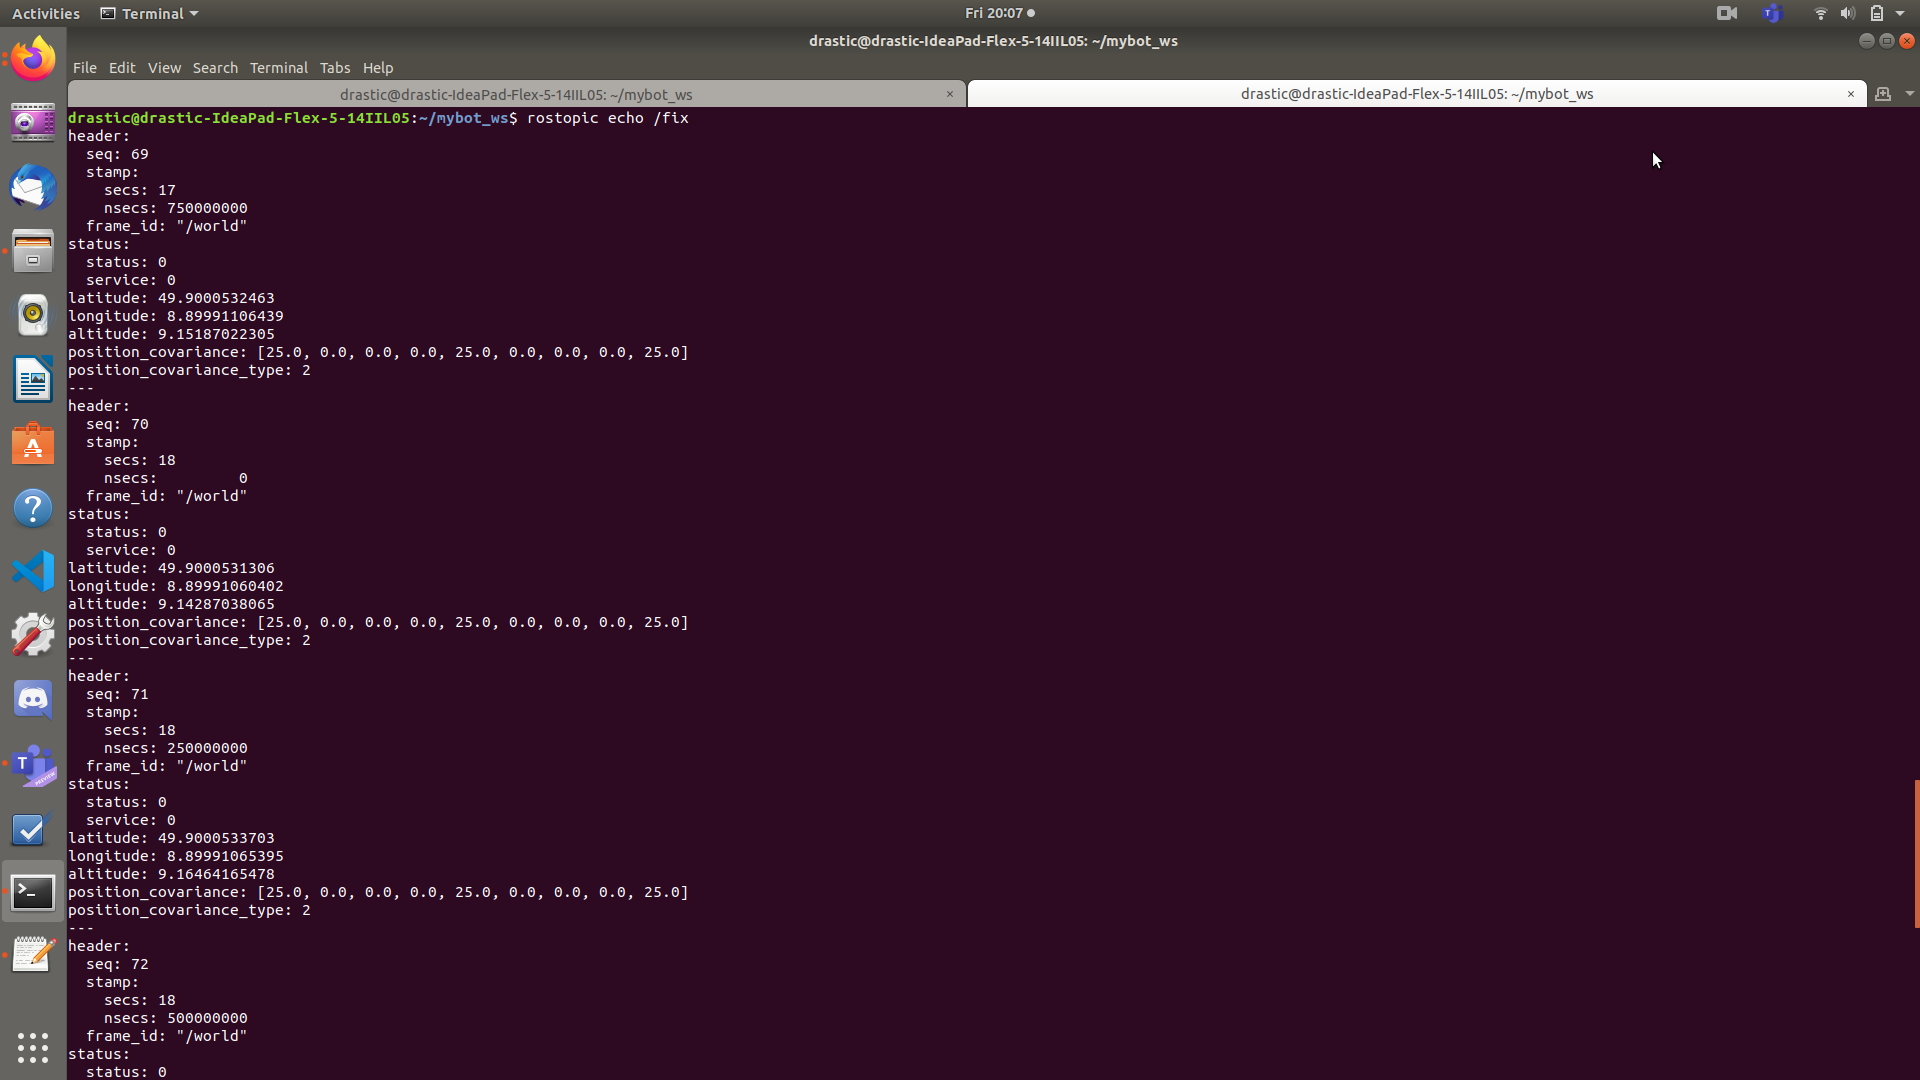 Activities
Terminal
Fri 20:07
drastic@drastic-IdeaPad-Flex-5-14IIL05: ~/mybot_ws
File Edit View Search Terminal Tabs Help
drastic@drastic-IdeaPad-Flex-5-14IIL05: ~/mybot_ws
drastic@drastic-IdeaPad-Flex-5-14IIL05: ~/mybot_ws
drastic@drastic-IdeaPad-Flex-5-14IIL05:~/mybot_ws$ rostopic echo /fix
header:
  seq: 69
  stamp:
    secs: 17
    nsecs: 750000000
  frame_id: "/world"
status:
  status: 0
  service: 0
latitude: 49.9000532463
longitude: 8.89991106439
altitude: 9.15187022305
position_covariance: [25.0, 0.0, 0.0, 0.0, 25.0, 0.0, 0.0, 0.0, 25.0]
position_covariance_type: 2
---
header:
  seq: 70
  stamp:
    secs: 18
    nsecs:         0
  frame_id: "/world"
status:
  status: 0
  service: 0
latitude: 49.9000531306
longitude: 8.89991060402
altitude: 9.14287038065
position_covariance: [25.0, 0.0, 0.0, 0.0, 25.0, 0.0, 0.0, 0.0, 25.0]
position_covariance_type: 2
---
header:
  seq: 71
  stamp:
    secs: 18
    nsecs: 250000000
  frame_id: "/world"
status:
  status: 0
  service: 0
latitude: 49.9000533703
longitude: 8.89991065395
altitude: 9.16464165478
position_covariance: [25.0, 0.0, 0.0, 0.0, 25.0, 0.0, 0.0, 0.0, 25.0]
position_covariance_type: 2
---
header:
  seq: 72
  stamp:
    secs: 18
    nsecs: 500000000
  frame_id: "/world"
status:
  status: 0